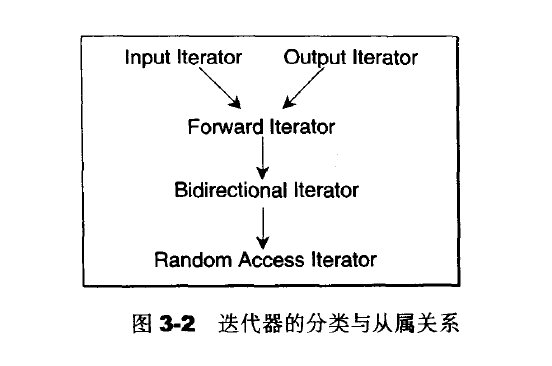 Input Iterator Output Iterator
Forward Iterator
Bidirectional Iterator
Random Access Iterator
图 3-2 迭代器的分类与从属关系